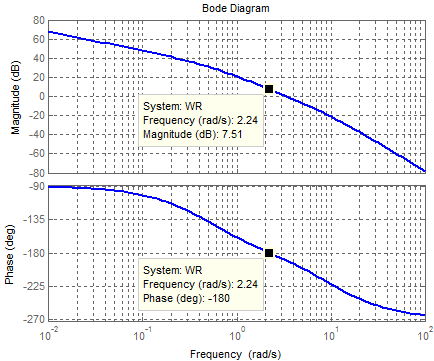 Bode Diagram
Magnitude (dB)
80
60
40
20
0
-20
-40
-60
-80
System: WR
Frequency (rad/s): 2.24
Magnitude (dB): 7.51
Phase (deg)
-90
-135
-180
-225
-270
System: WR
Frequency (rad/s): 2.24
Phase (deg): -180
10^-2
10^-1
10^0
10^1
10^2
Frequency (rad/s)